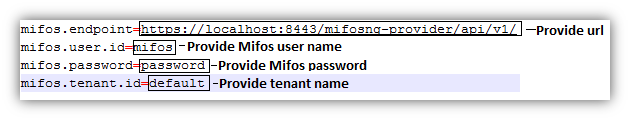 mifos.endpoint=https://localhost:8443/mifosng-provider/api/v1/ –Provide url
mifos.user.id=mifos –Provide Mifos user name
mifos.password=password –Provide Mifos password
mifos.tenant.id=default –Provide tenant name